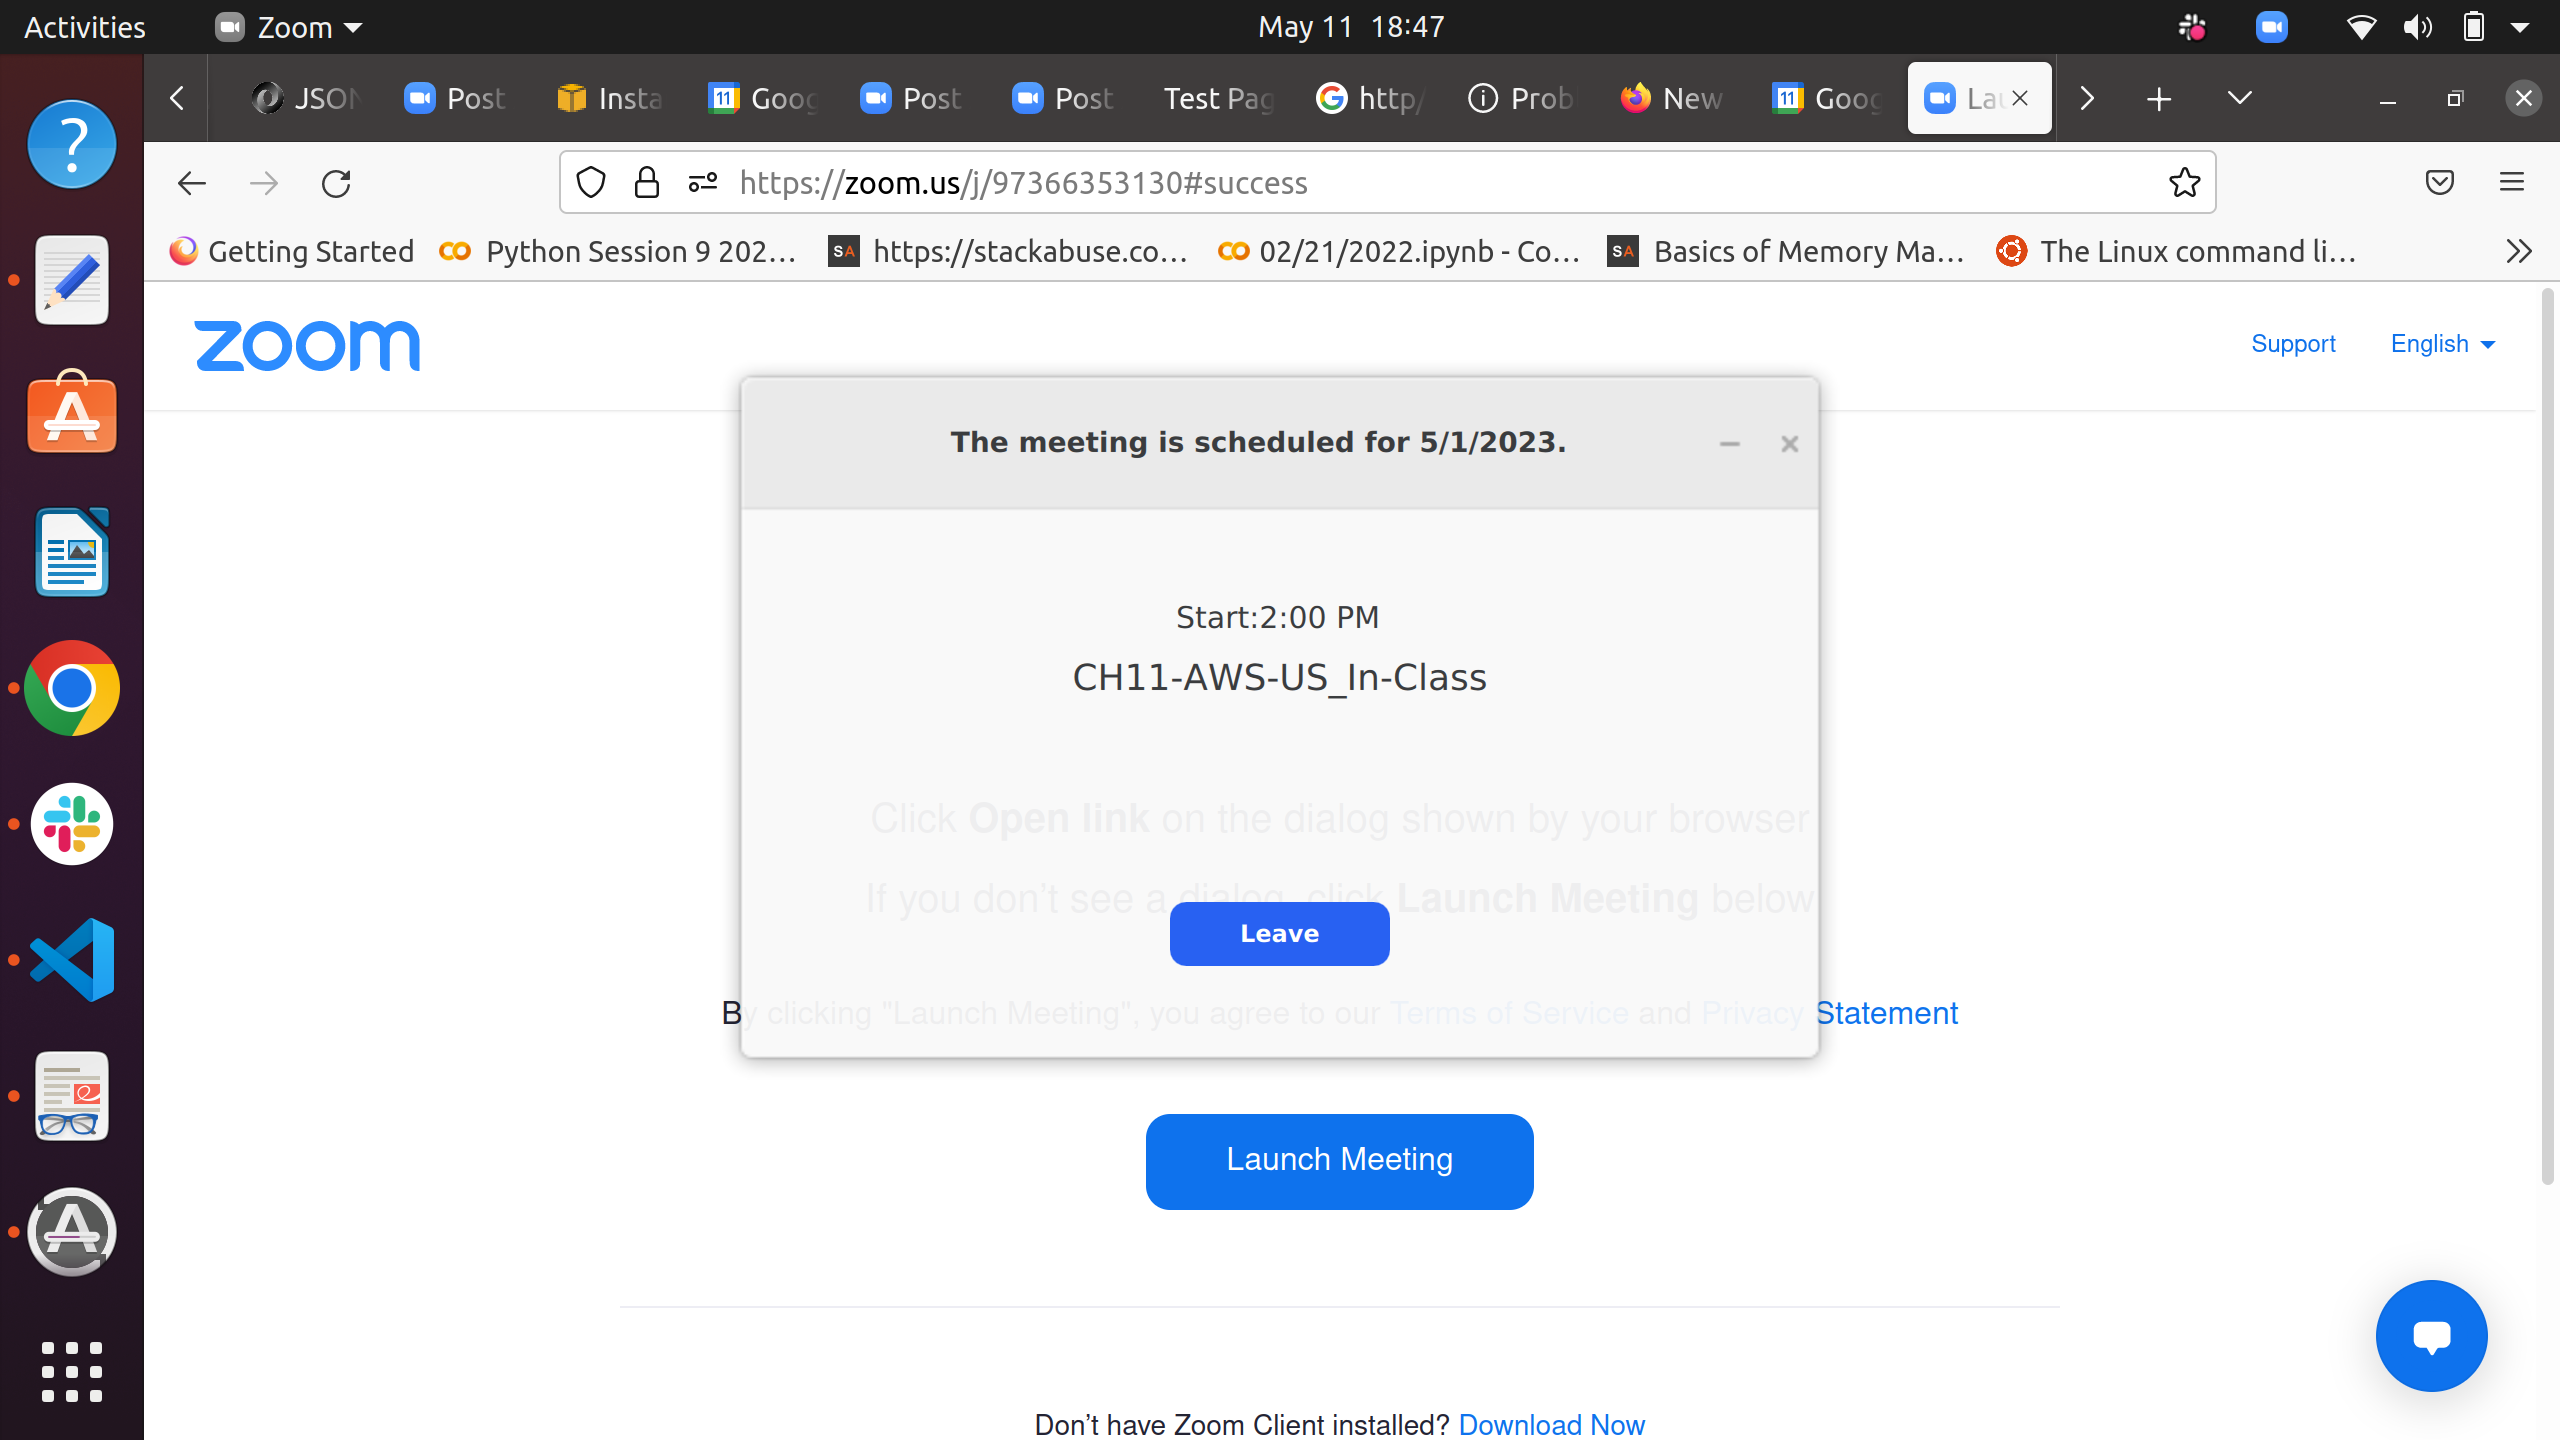 Activities Zoom May 11 18:47
JSON Post Insta Goog Post Post Test Pag http/ Prob New Goog Lau
https://zoom.us/j/97366353130#success
Getting Started Python Session 9 202… SA https://stackabuse.co… 02/21/2022.ipynb - Co… SA Basics of Memory Ma… The Linux command li…
zoom Support English
The meeting is scheduled for 5/1/2023.
Start:2:00 PM
CH11-AWS-US_In-Class
Click Open link on the dialog shown by your browser
If you don't see a dialog, click Launch Meeting below
Leave
By clicking "Launch Meeting", you agree to our Terms of Service and Privacy Statement
Launch Meeting
Don't have Zoom Client installed? Download Now